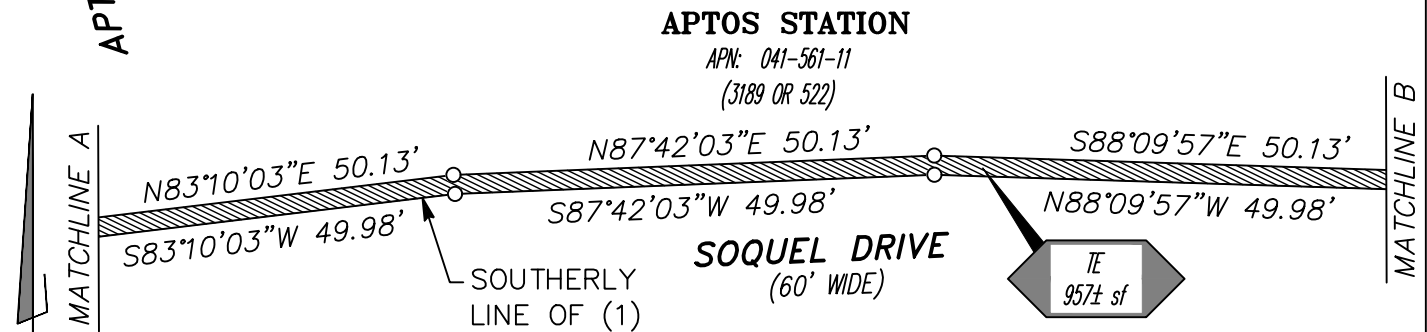 APT
APTOS STATION
APN: 041-561-11
(3189 OR 522)
MATCHLINE A
N83°10'03"E 50.13'
N87°42'03"E 50.13'
S88°09'57"E 50.13'
S83°10'03"W 49.98'
S87°42'03"W 49.98'
N88°09'57"W 49.98'
MATCHLINE B
SOUTHERLY
LINE OF (1)
SOQUEL DRIVE
(60' WIDE)
TE
957± sf